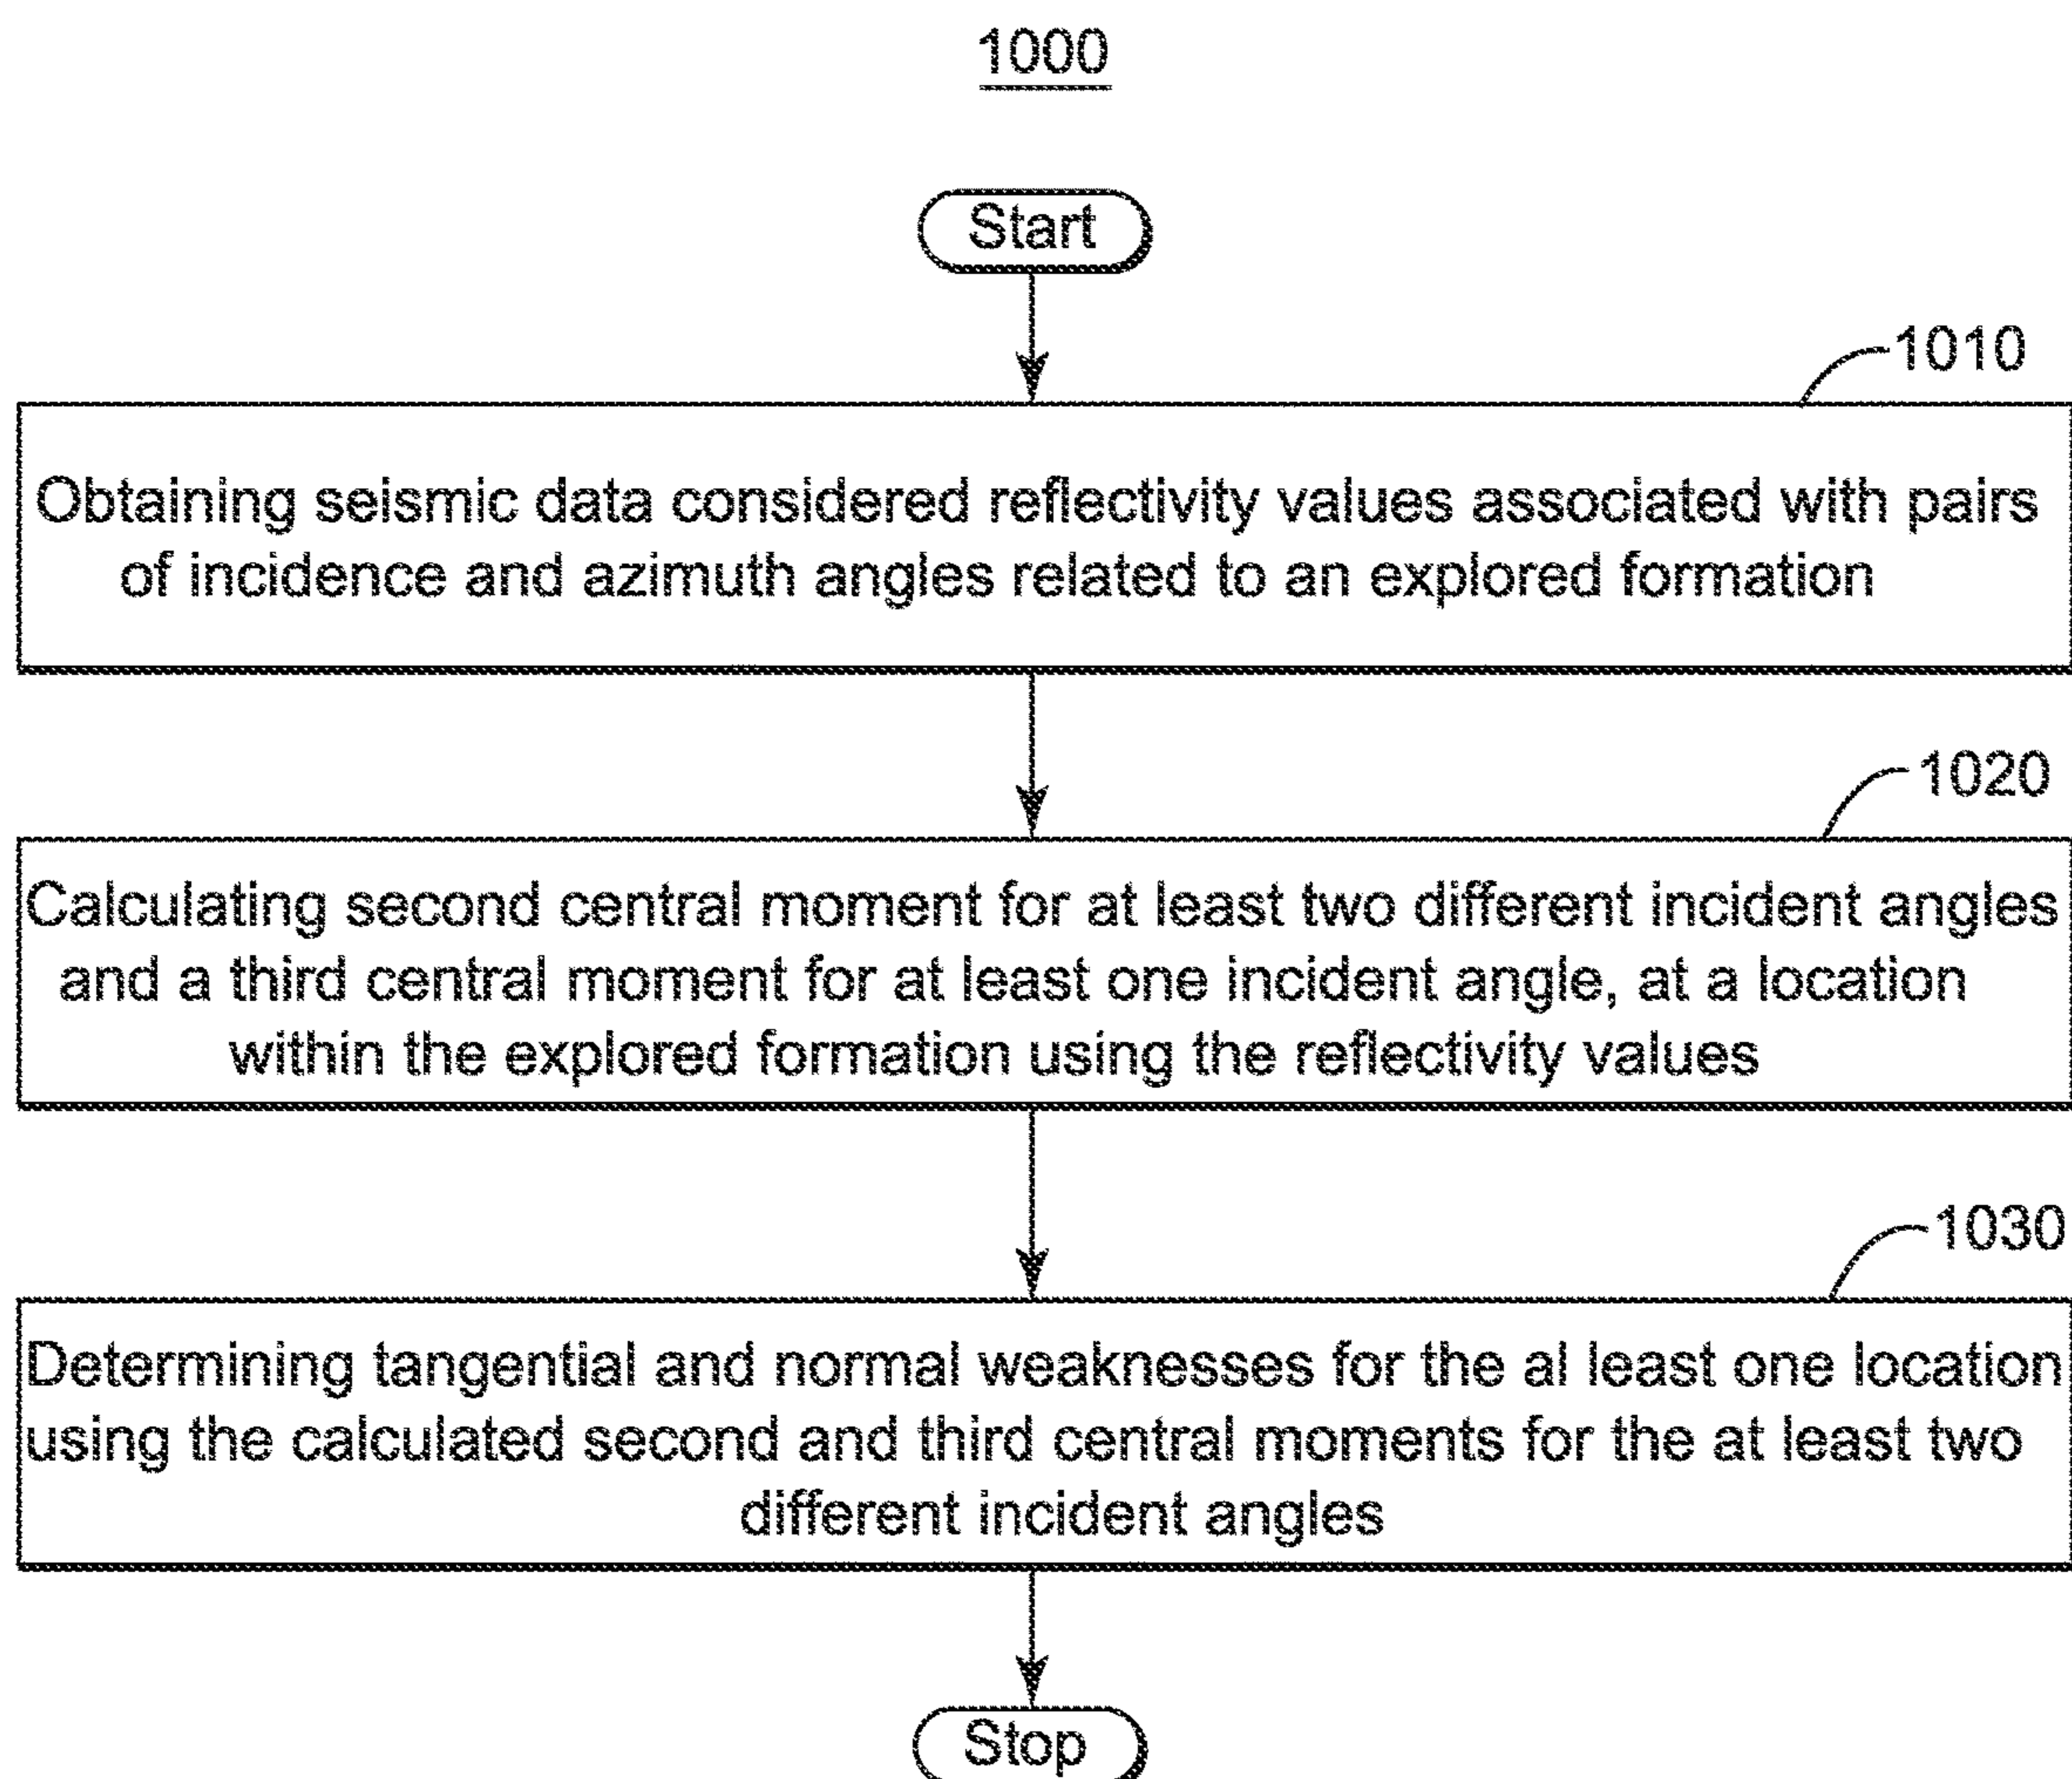 1000
Start
1010
Obtaining seismic data considered reflectivity values associated with pairs
of incidence and azimuth angles related to an explored formation
1020
Calculating second central moment for at least two different incident angles
and a third central moment for at least one incident angle, at a location
within the explored formation using the reflectivity values
1030
Determining tangential and normal weaknesses for the al least one location
using the calculated second and third central moments for the at least two
different incident angles
Stop